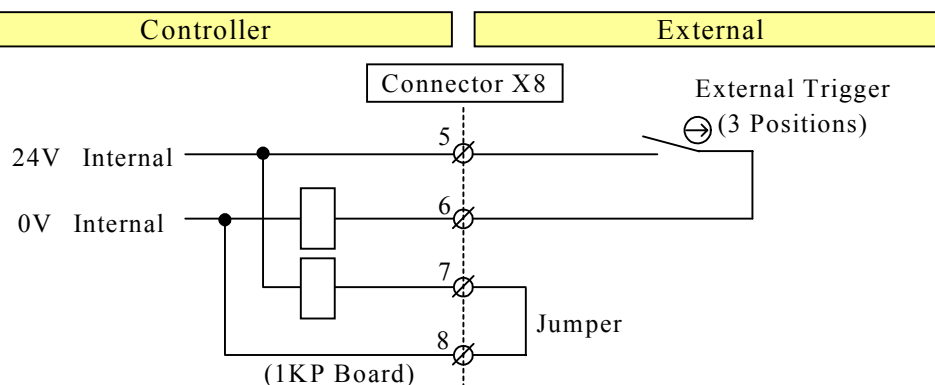 Controller
External
Connector X8
External Trigger
(3 Positions)
5
24V Internal
6
0V Internal
7
Jumper
8
(1KP Board)